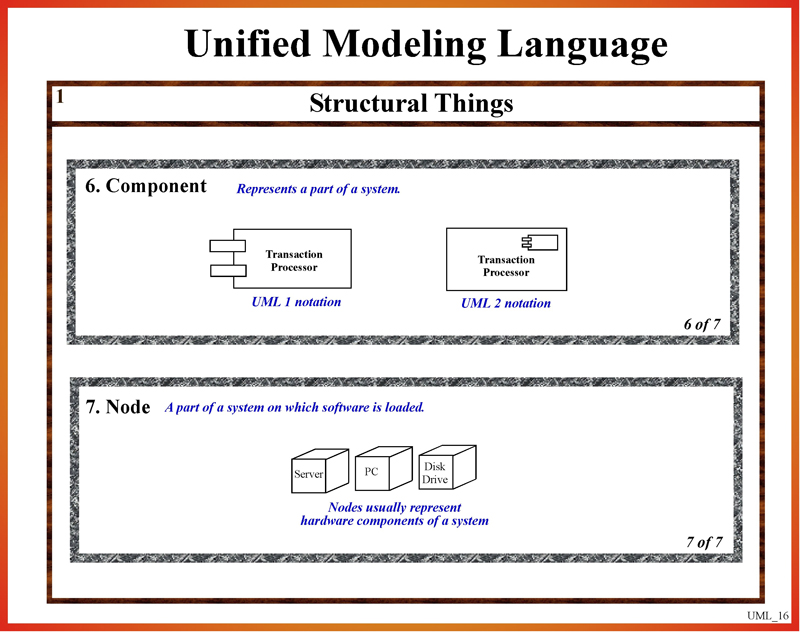 Unified Modeling Language
1
Structural Things
6. Component
Represents a part of a system.
Transaction
Processor
UML 1 notation
Transaction
Processor
UML 2 notation
6 of 7
7. Node
A part of a system on which software is loaded.
Server
PC
Disk
Drive
Nodes usually represent
hardware components of a system
7 of 7
UML_16